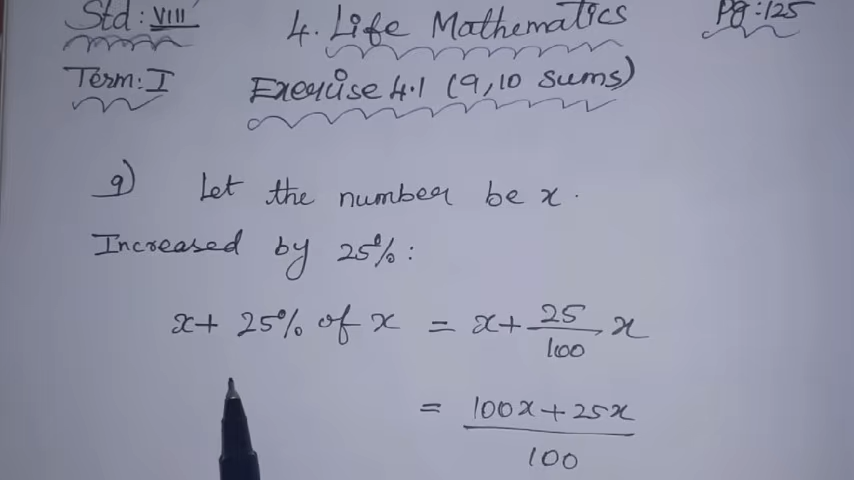 Std: VIII 4. Life Mathematics Pg: 125
Term: I Exercise 4.1 (9,10 sums)
9) Let the number be x.
Increased by 25%:
x + 25% of x = x + 25/100 x
= 100x + 25x / 100